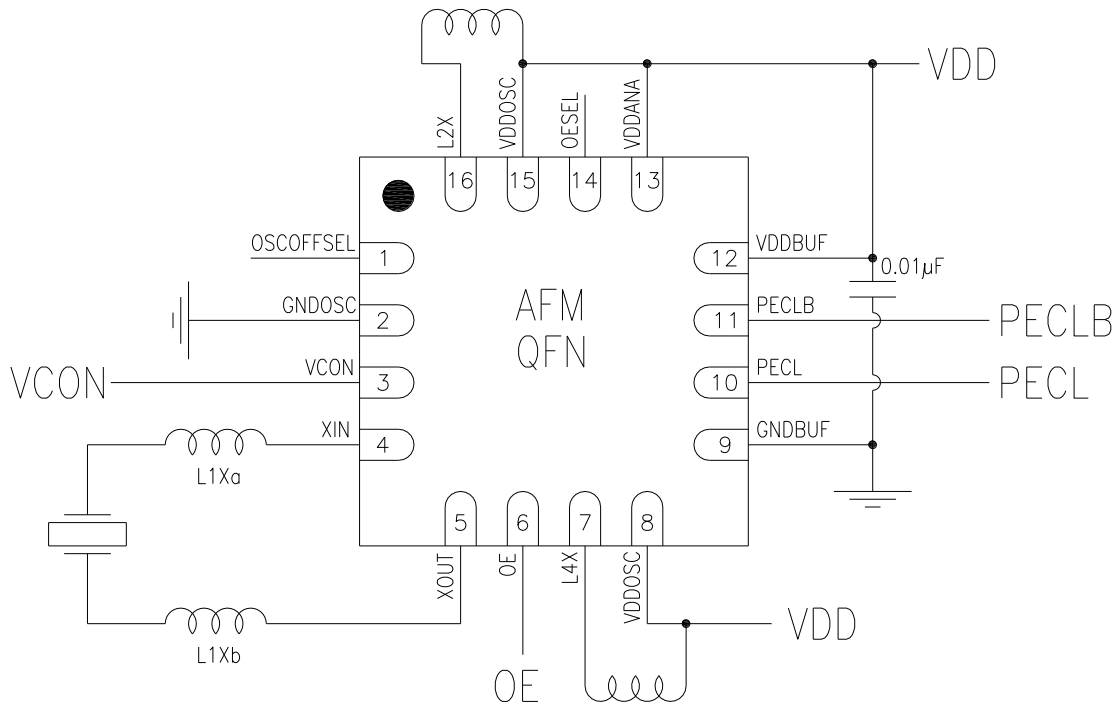 VDD
L2X
VDDOSC
OESEL
VDDANA
16
15
14
13
OSCOFFSEL
1
12
VDDBUF
0.01µF
GNDOSC
2
AFM
QFN
11
PECLB
PECLB
VCON
VCON
3
10
PECL
PECL
XIN
4
9
GNDBUF
L1Xa
5
6
7
8
XOUT
OE
L4X
VDDOSC
L1Xb
VDD
OE